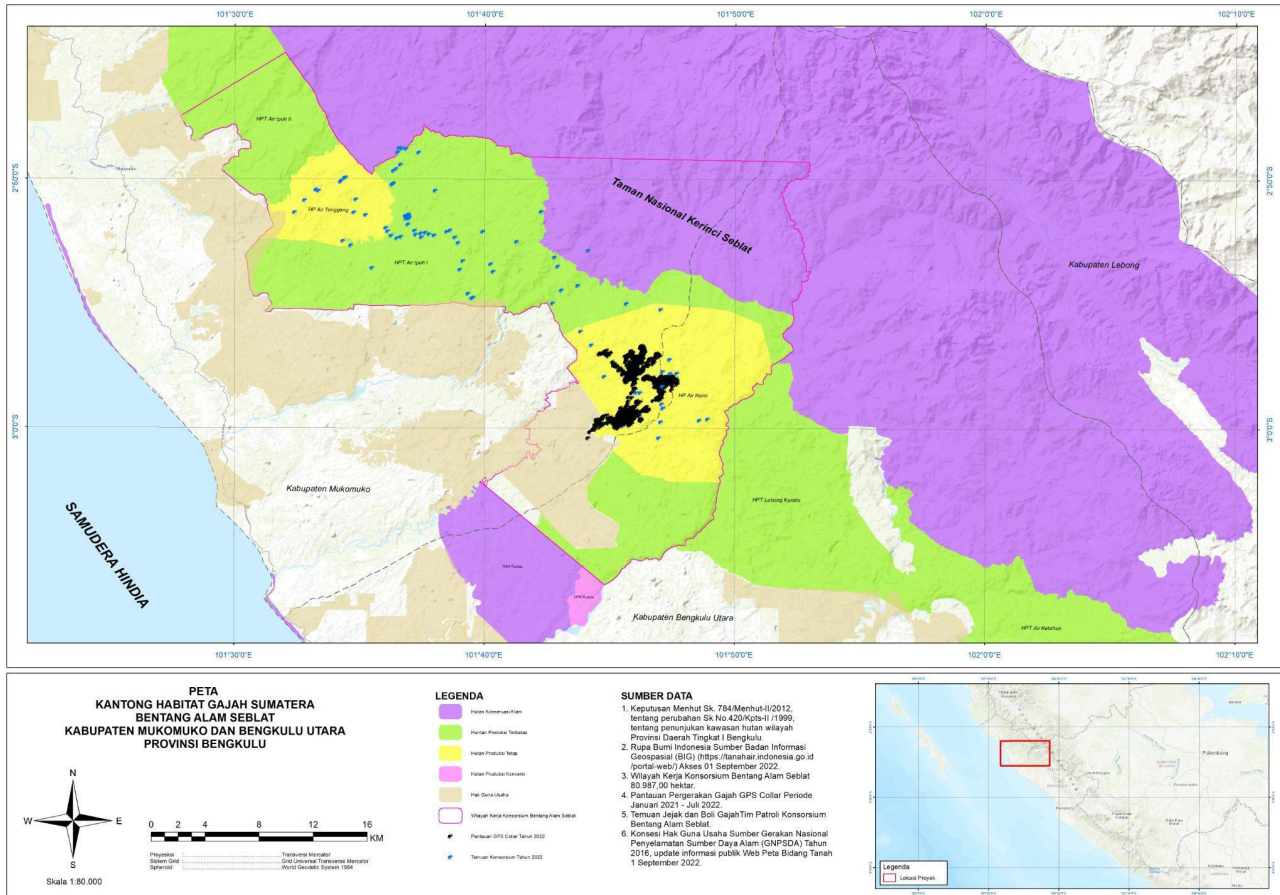 101°30'0"E
101°40'0"E
101°50'0"E
102°0'0"E
102°10'0"E
HPT Air Ipuh II
2°50'0"S
2°50'0"S
HP Air Tunggang
Taman Nasional Kerinci Seblat
HPT Air Ipuh I
Kabupaten Lebong
HP Air Rami
3°0'0"S
3°0'0"S
Kabupaten Mukomuko
HPT Lebong Kandis
SAMUDERA HINDIA
Kabupaten Bengkulu Utara
HPT Air Ketahun
101°30'0"E
101°40'0"E
101°50'0"E
102°0'0"E
102°10'0"E
PETA
KANTONG HABITAT GAJAH SUMATERA
BENTANG ALAM SEBLAT
KABUPATEN MUKOMUKO DAN BENGKULU UTARA
PROVINSI BENGKULU
N
W
E
S
0 2 4 8 12 16
KM
Proyeksi : Transversi Mercator
Sistem Grid : Grid Universal Transverse Mercator
Spheroid : World Geodetic System 1984
Skala 1:80.000
LEGENDA
Hutan Konservasi Alam
Huntan Produksi Terbatas
Hutan Produksi Tetap
Hutan Produksi Konversi
Hak Guna Usaha
Wilayah Kerja Konsorsium Bentang Alam Seblat
Pantauan GPS Collar Tahun 2022
Temuan Konsorsium Tahun 2022
SUMBER DATA
1. Keputusan Menhut Sk. 784/Menhut-II/2012,
tentang perubahan Sk No.420/Kpts-II /1999,
tentang penunjukan kawasan hutan wilayah
Provinsi Daerah Tingkat I Bengkulu.
2. Rupa Bumi Indonesia Sumber Badan Informasi
Geospasial (BIG) (https://tanahair.indonesia.go.id
/portal-web/) Akses 01 September 2022.
3. Wilayah Kerja Konsorsium Bentang Alam Seblat
80.987,00 hektar.
4. Pantauan Pergerakan Gajah GPS Collar Periode
Januari 2021 - Juli 2022.
5. Temuan Jejak dan Boli GajahTim Patroli Konsorsium
Bentang Alam Seblat.
6. Konsesi Hak Guna Usaha Sumber Gerakan Nasional
Penyelamatan Sumber Daya Alam (GNPSDA) Tahun
2016, update informasi publik Web Peta Bidang Tanah
1 September 2022.
Palembang
Legenda
Lokasi Proyek